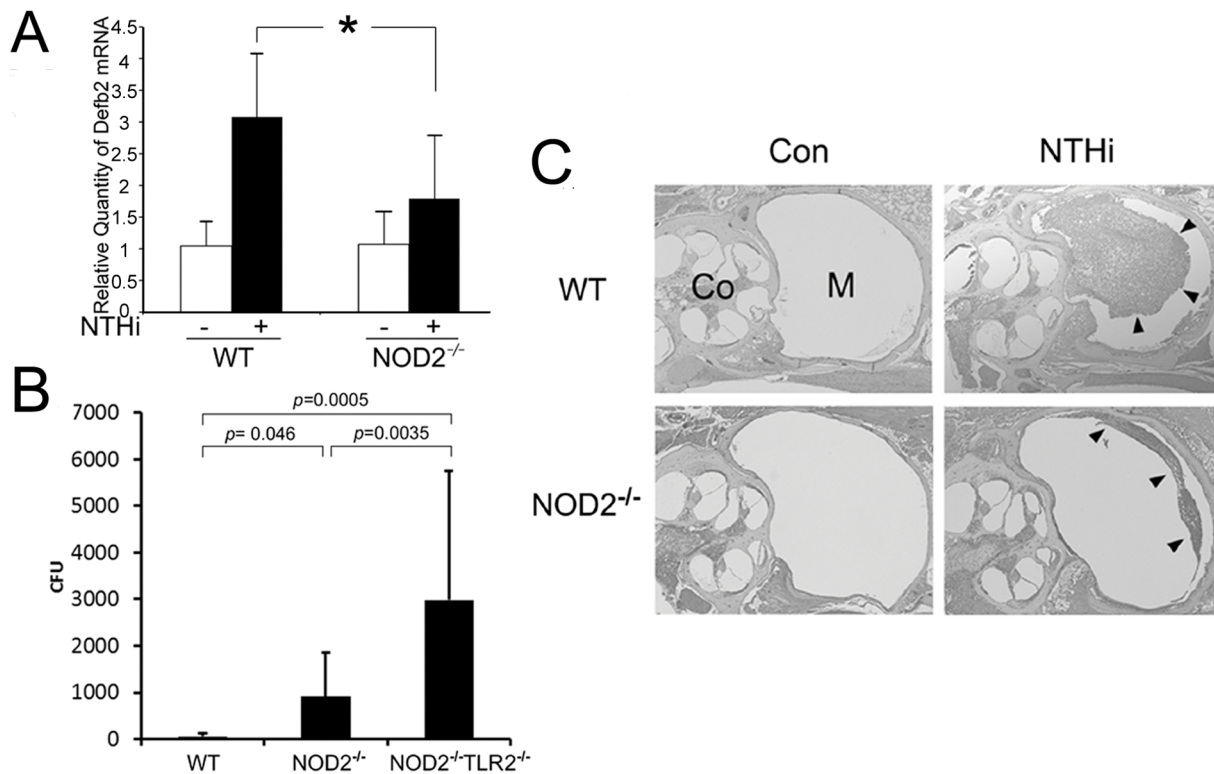 A
Relative Quantity of Defb2 mRNA
4.5
4
3.5
3
2.5
2
1.5
1
0.5
0
*
NTHi - + - +
WT NOD2⁻/⁻
B
CFU
7000
6000
5000
4000
3000
2000
1000
0
p=0.0005
p= 0.046 p=0.0035
WT NOD2-/- NOD2-/-TLR2-/-
C
Con NTHi
WT
Co M
NOD2-/-